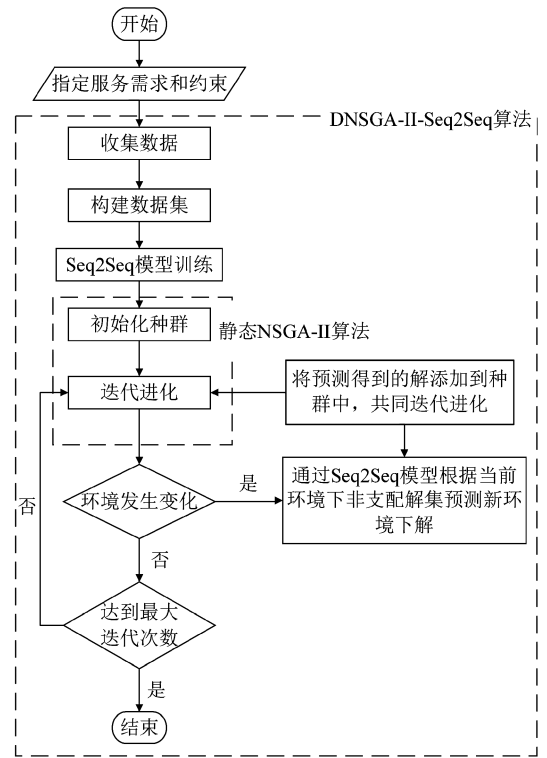 开始
指定服务需求和约束
DNSGA-II-Seq2Seq算法
收集数据
构建数据集
Seq2Seq模型训练
初始化种群
静态NSGA-II算法
迭代进化
将预测得到的解添加到种
群中，共同迭代进化
环境发生变化
是
通过Seq2Seq模型根据当前
环境下非支配解集预测新环
境下解
否
否
达到最大
迭代次数
是
结束